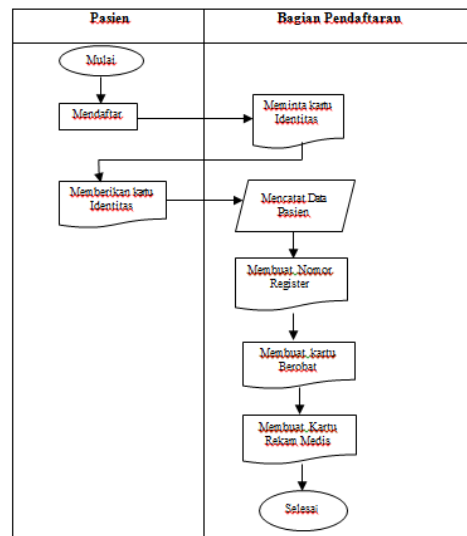 Pasien
Bagian Pendaftaran
Mulai
Mendaftar
Meminta kartu
Identitas
Memberikan kartu
Identitas
Mencatat Data
Pasien
Membuat Nomor
Register
Membuat kartu
Berobat
Membuat Kartu
Rekam Medis
Selesai